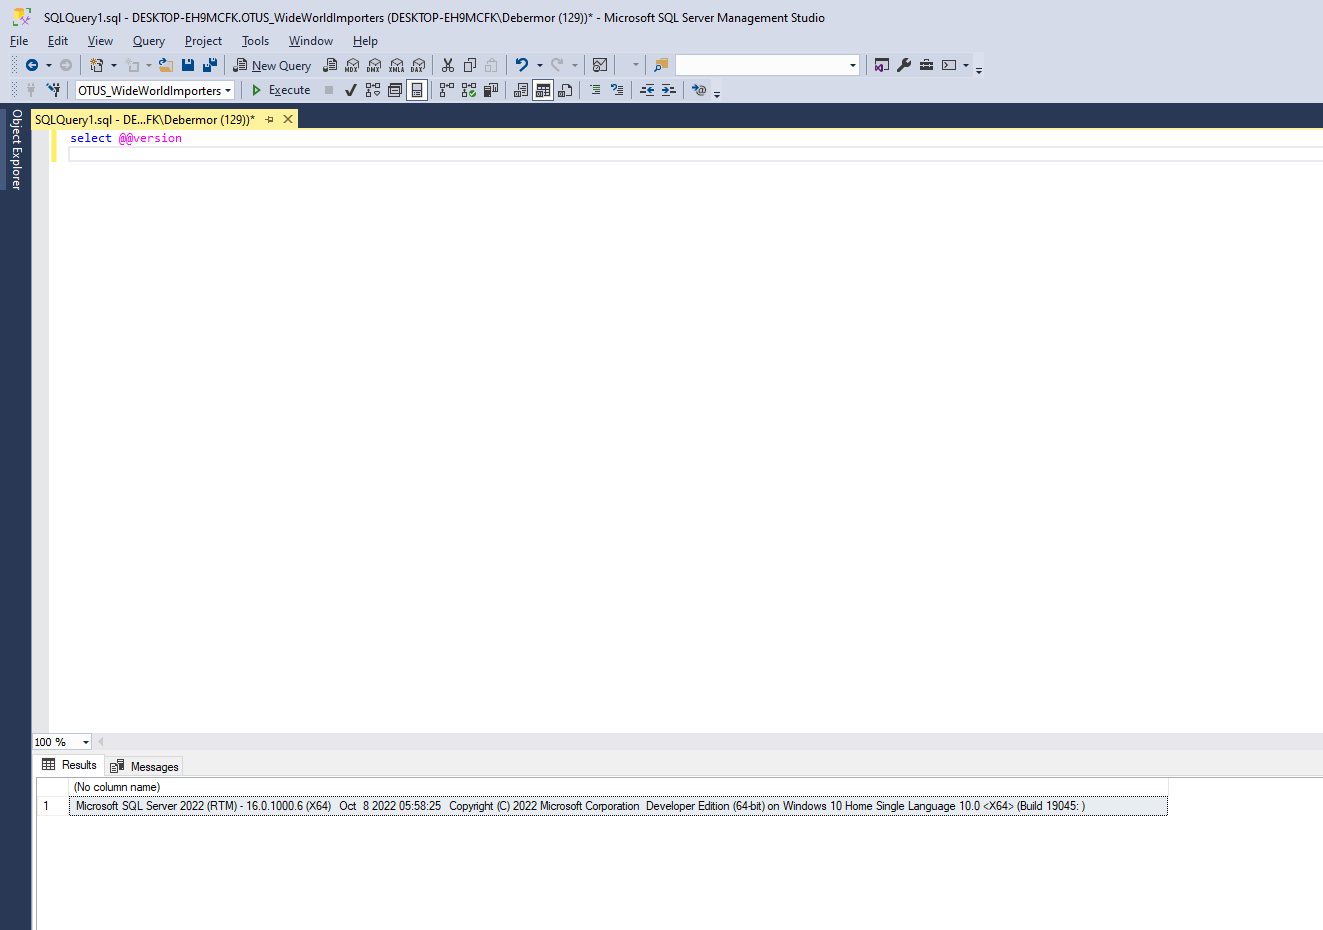 SQLQuery1.sql - DESKTOP-EH9MCFK.OTUS_WideWorldImporters (DESKTOP-EH9MCFK\Debermor (129))* - Microsoft SQL Server Management Studio
File Edit View Query Project Tools Window Help
New Query MDX DMX XMLA DAX
OTUS_WideWorldImporters Execute
Object Explorer
SQLQuery1.sql - DE...FK\Debermor (129))*
select @@version
100 %
Results Messages
(No column name)
1 Microsoft SQL Server 2022 (RTM) - 16.0.1000.6 (X64) Oct 8 2022 05:58:25 Copyright (C) 2022 Microsoft Corporation Developer Edition (64-bit) on Windows 10 Home Single Language 10.0 <X64> (Build 19045: )